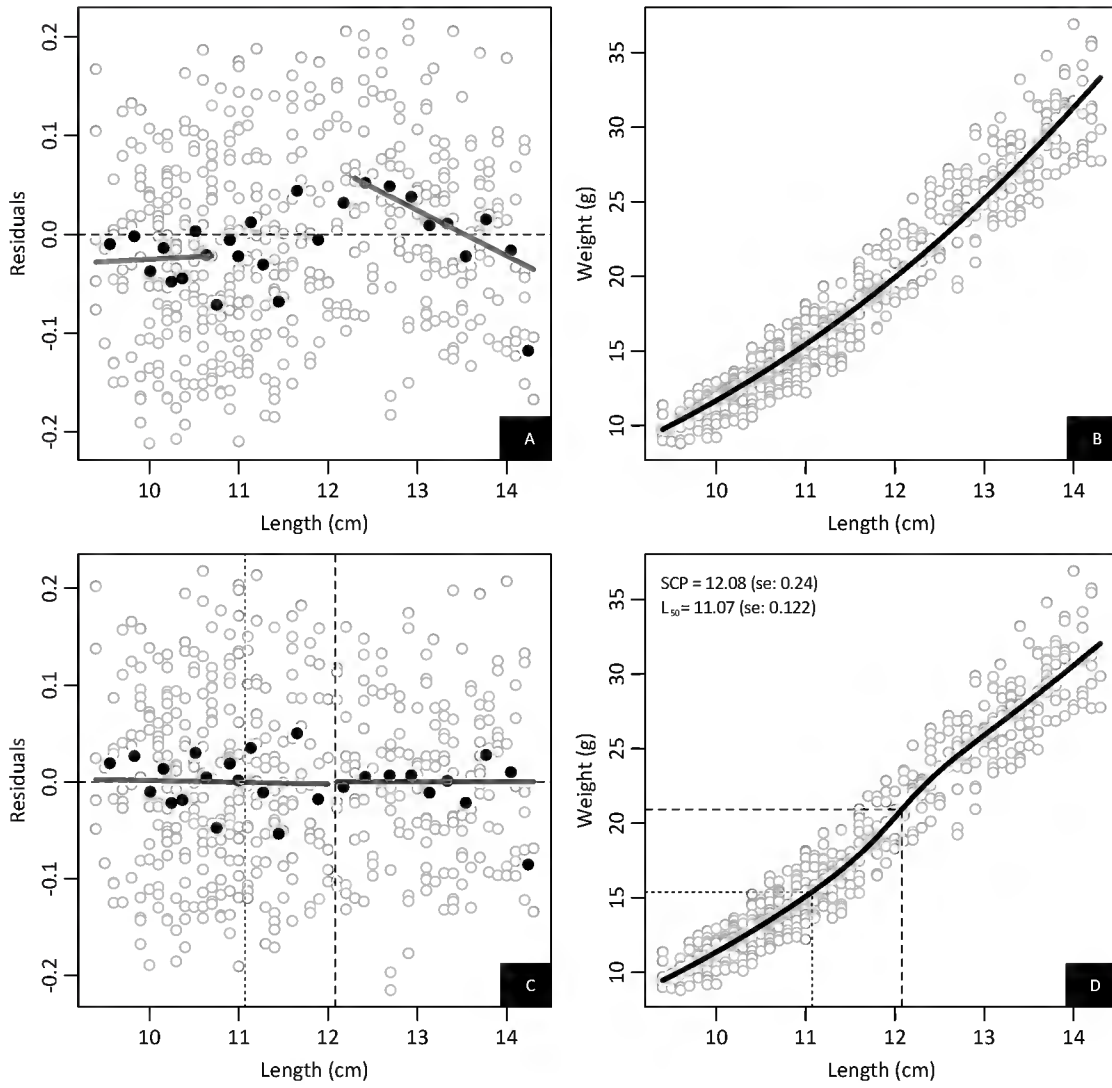 0.2
0.1
0.0
-0.1
-0.2
Residuals
10 11 12 13 14
Length (cm)
A
35
30
25
20
15
10
Weight (g)
10 11 12 13 14
Length (cm)
B
0.2
0.1
0.0
-0.1
-0.2
Residuals
10 11 12 13 14
Length (cm)
C
SCP = 12.08 (se: 0.24)
L50= 11.07 (se: 0.122)
35
30
25
20
15
10
Weight (g)
10 11 12 13 14
Length (cm)
D